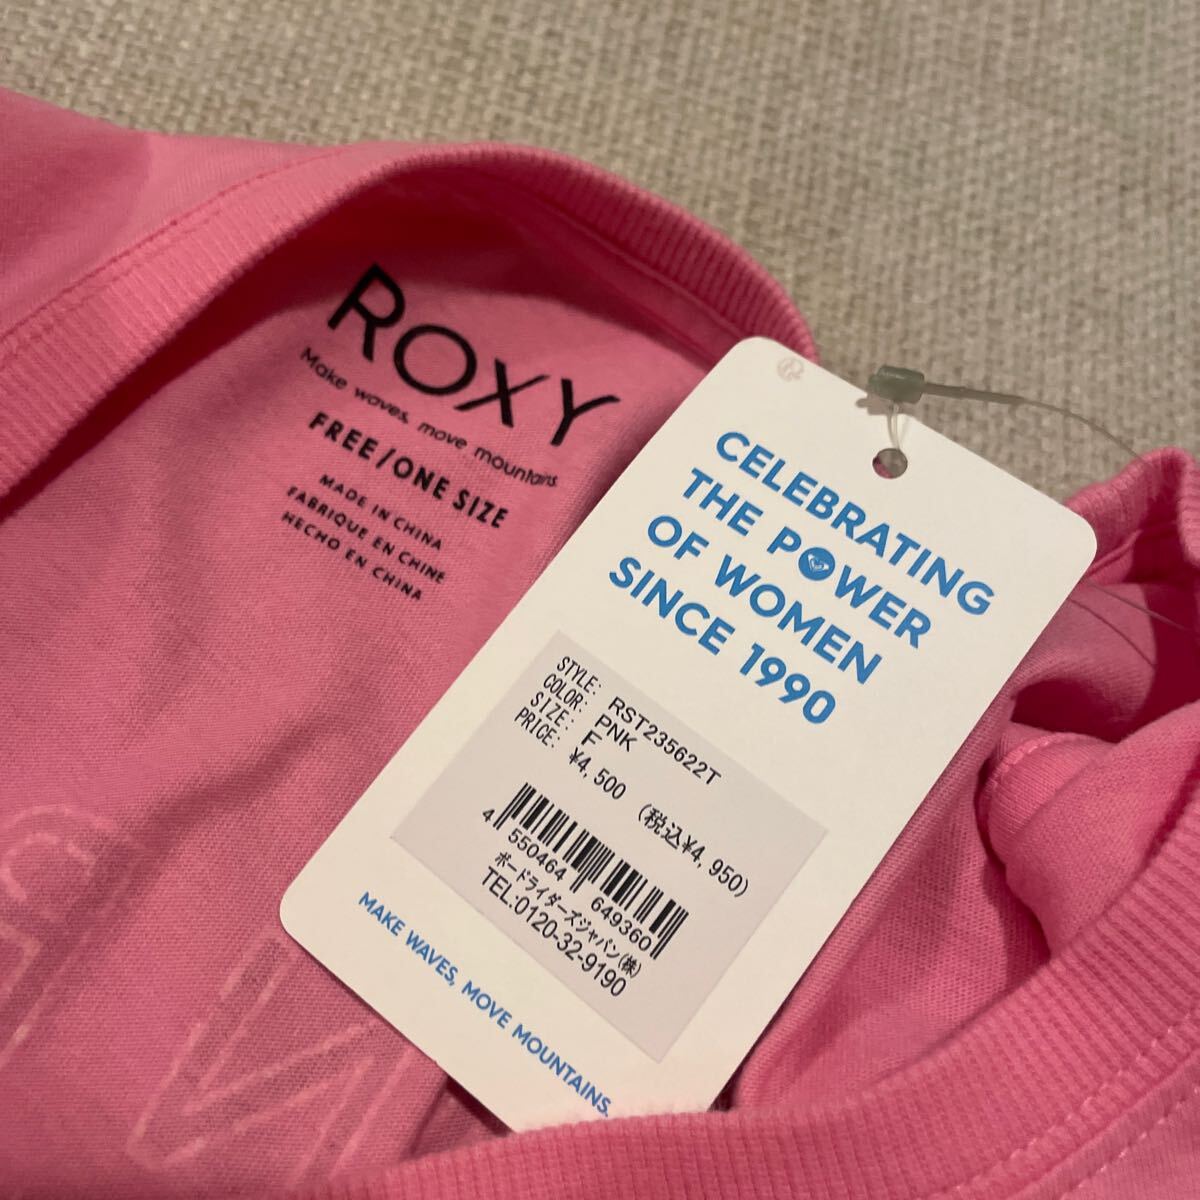 ROXY
Make waves, move mountains.
FREE/ONE SIZE
MADE IN CHINA
FABRIQUE EN CHINE
HECHO EN CHINA
CELEBRATING
THE POWER
OF WOMEN
SINCE 1990
STYLE: RST235622T
COLOR: PNK
SIZE: F
PRICE: ¥4,500 (税込¥4,950)
4 550464 649360
ボードライダーズジャパン(株)
TEL:0120-32-9190
MAKE WAVES, MOVE MOUNTAINS.